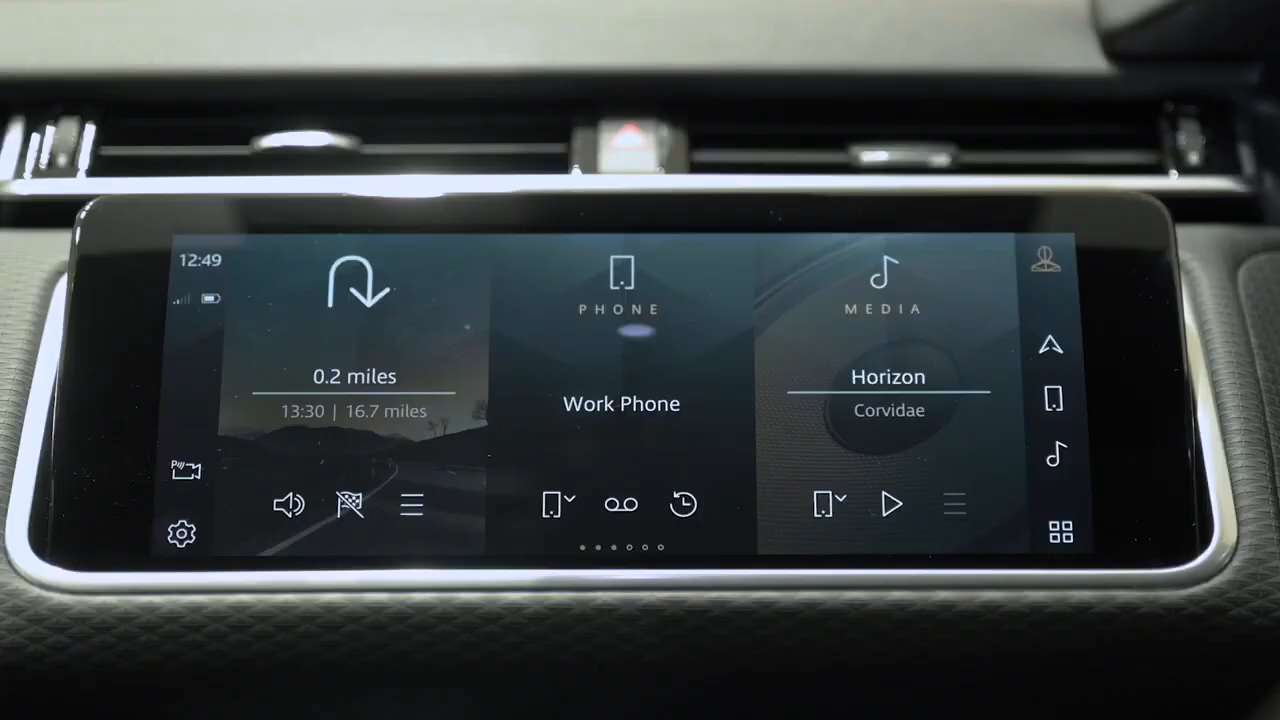 12:49
0.2 miles
13:30 | 16.7 miles
PHONE
Work Phone
MEDIA
Horizon
Corvidae
P